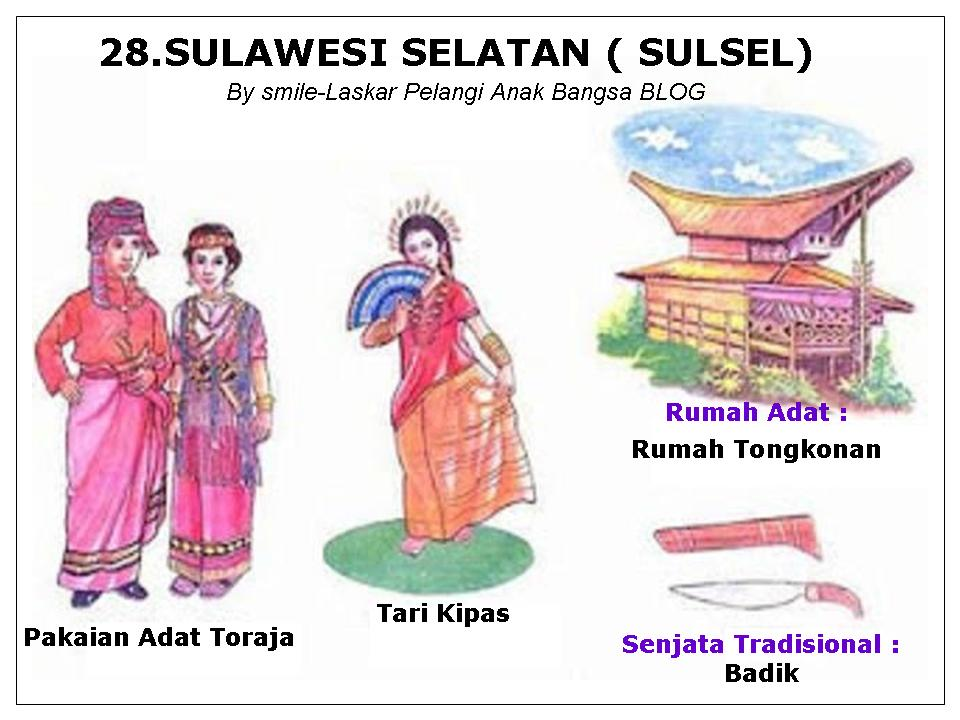 28.SULAWESI SELATAN ( SULSEL)
By smile-Laskar Pelangi Anak Bangsa BLOG
Rumah Adat :
Rumah Tongkonan
Tari Kipas
Pakaian Adat Toraja
Senjata Tradisional :
Badik